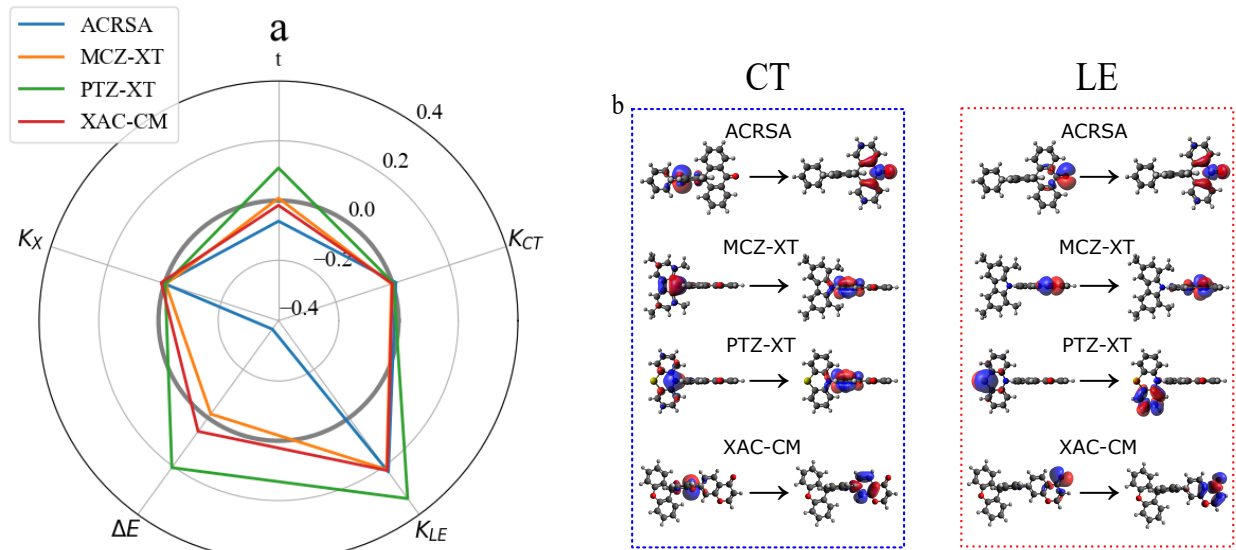 ACRSA
MCZ-XT
PTZ-XT
XAC-CM
a
t
0.4
0.2
0.0
−0.2
−0.4
K_X
K_CT
ΔE
K_LE
b
CT
ACRSA
MCZ-XT
PTZ-XT
XAC-CM
LE
ACRSA
MCZ-XT
PTZ-XT
XAC-CM